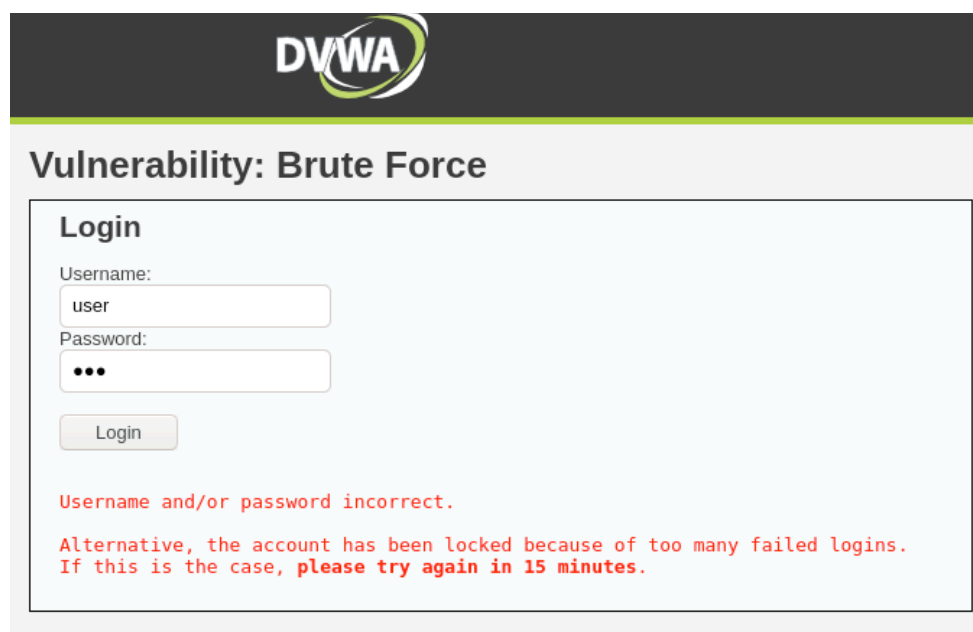 DVWA
Vulnerability: Brute Force
Login
Username:
user
Password:
•••
Login
Username and/or password incorrect.
Alternative, the account has been locked because of too many failed logins.
If this is the case, please try again in 15 minutes.